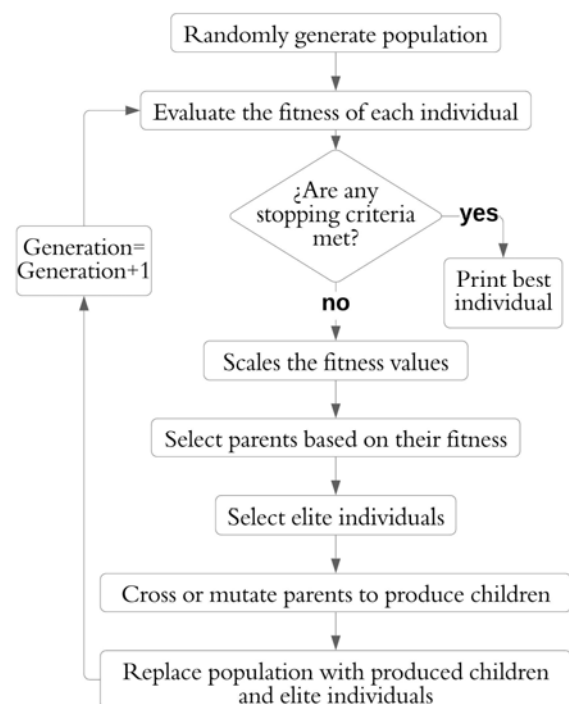 Randomly generate population
Evaluate the fitness of each individual
¿Are any
stopping criteria
met?
yes
Generation=
Generation+1
Print best
individual
no
Scales the fitness values
Select parents based on their fitness
Select elite individuals
Cross or mutate parents to produce children
Replace population with produced children
and elite individuals